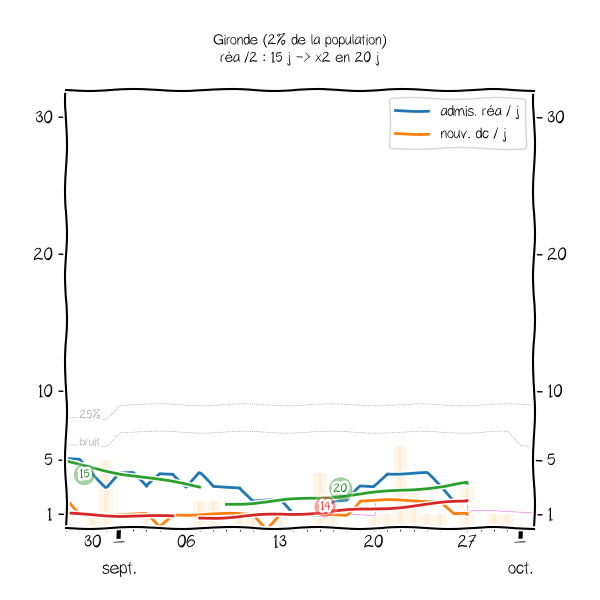 Gironde (2% de la population)
réa /2 : 15 j -> x2 en 20 j
admis. réa / j
nouv. dc / j
30
30
20
20
10
10
25%
bruit
5
5
15
20
14
1
1
30
06
13
20
27
sept.
oct.